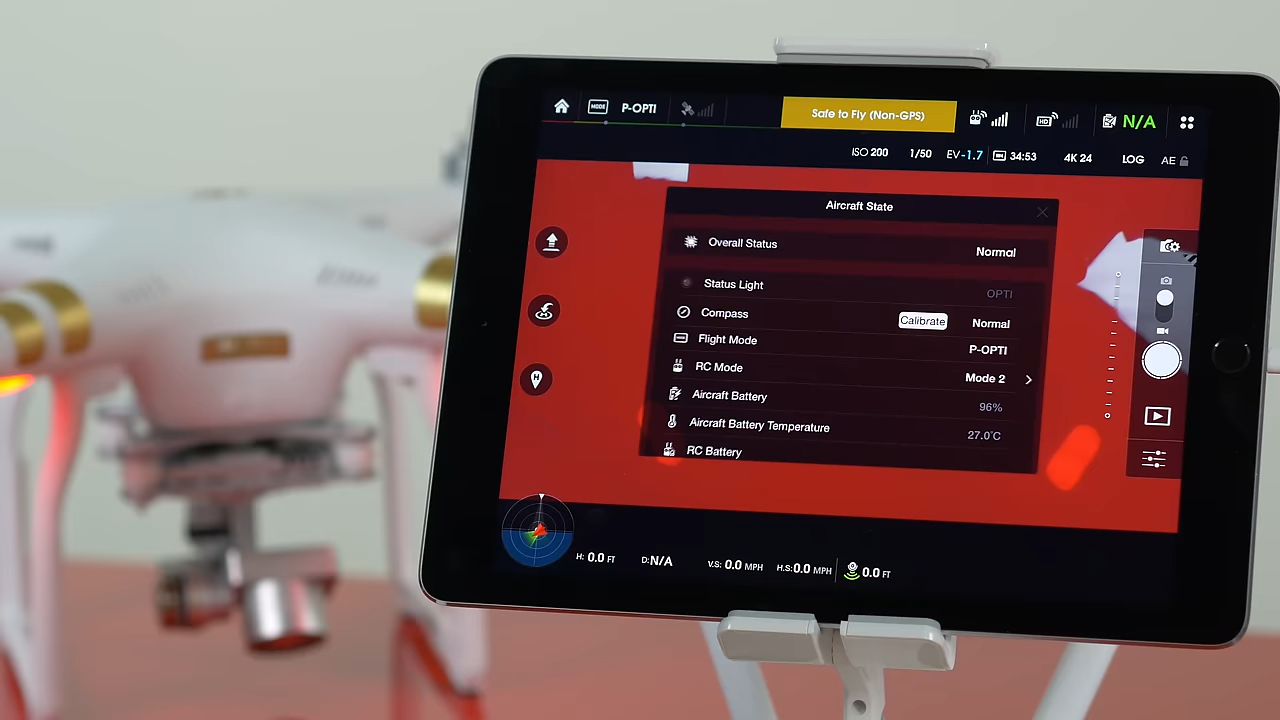 MODE P-OPTI Safe to Fly (Non-GPS) HD N/A
ISO 200 1/50 EV-1.7 34:53 4K 24 LOG AE
Aircraft State
Overall Status Normal
Status Light OPTI
Compass Calibrate Normal
Flight Mode P-OPTI
RC Mode Mode 2
Aircraft Battery 96%
Aircraft Battery Temperature 27.0°C
RC Battery
H
H: 0.0 FT D:N/A V.S: 0.0 MPH H.S:0.0 MPH 0.0 FT